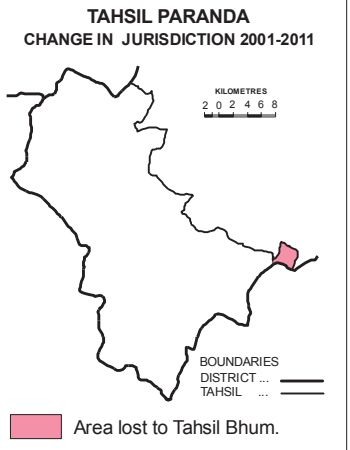 TAHSIL PARANDA
CHANGE IN JURISDICTION 2001-2011
KILOMETRES
2 0 2 4 6 8
BOUNDARIES
DISTRICT ...
TAHSIL ...
Area lost to Tahsil Bhum.